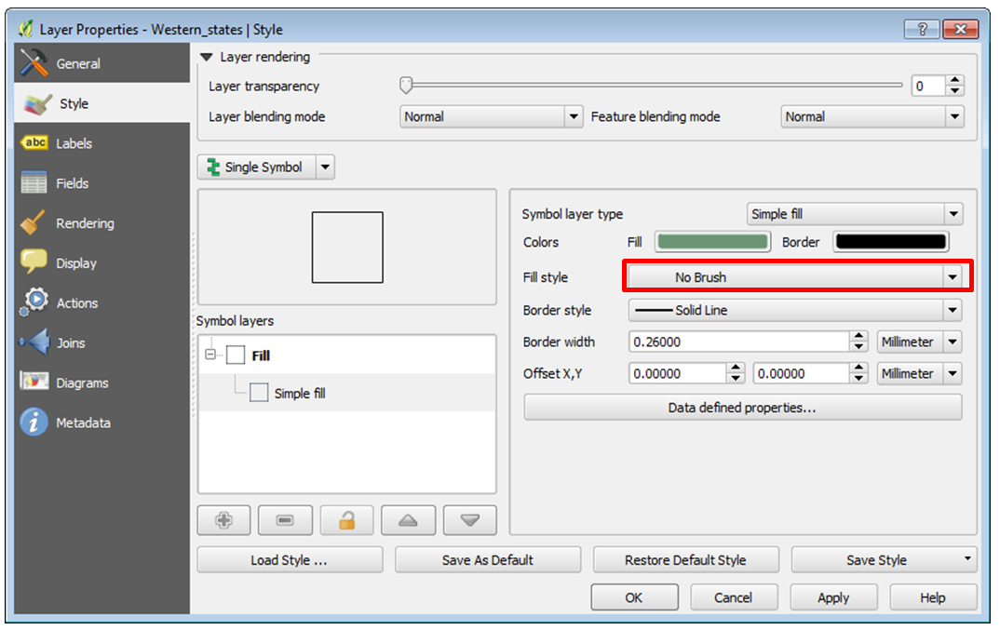 Layer Properties - Western_states | Style
General
Style
abc Labels
Fields
Rendering
Display
Actions
Joins
Diagrams
Metadata
Layer rendering
Layer transparency 0
Layer blending mode Normal Feature blending mode Normal
Single Symbol
Symbol layers
Fill
Simple fill
Symbol layer type Simple fill
Colors Fill Border
Fill style No Brush
Border style Solid Line
Border width 0.26000 Millimeter
Offset X,Y 0.00000 0.00000 Millimeter
Data defined properties...
Load Style ... Save As Default Restore Default Style Save Style
OK Cancel Apply Help